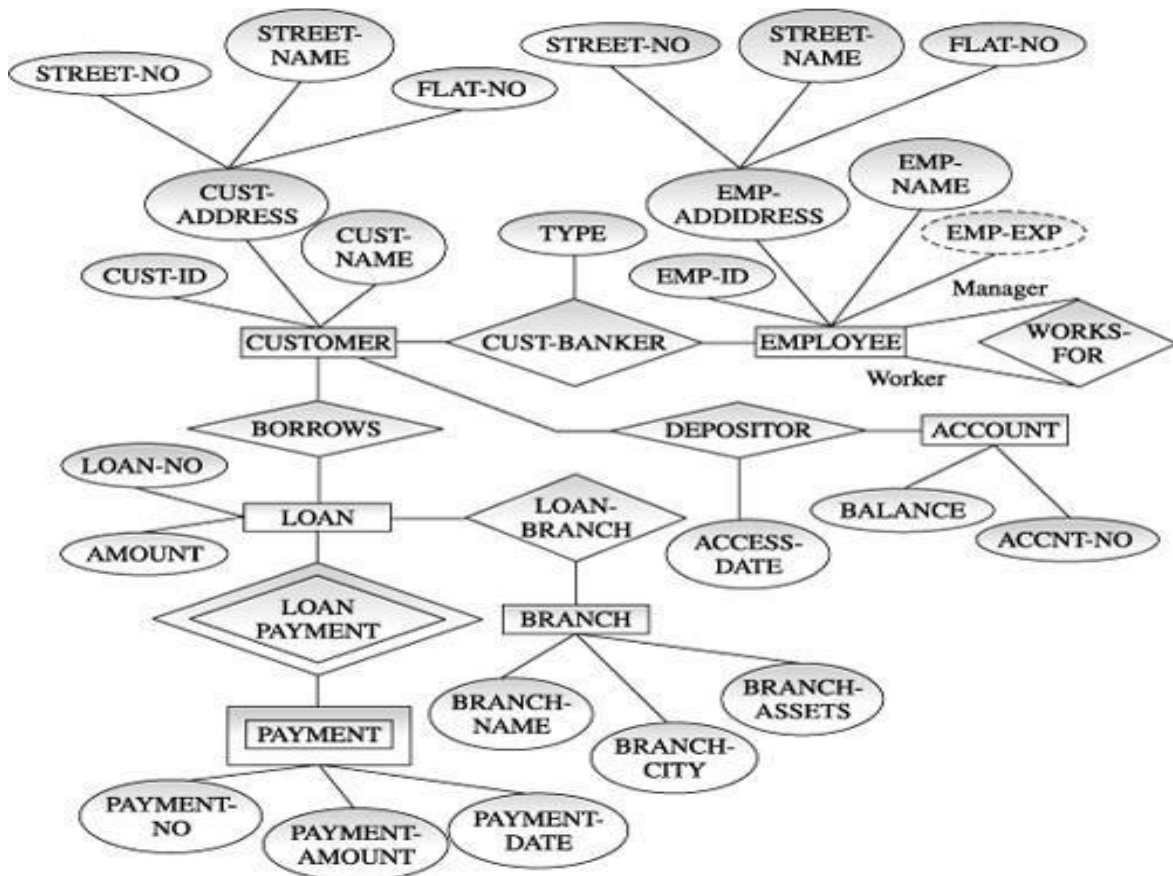 STREET-NO
STREET-
NAME
FLAT-NO
STREET-NO
STREET-
NAME
FLAT-NO
CUST-
ADDRESS
CUST-
NAME
CUST-ID
TYPE
EMP-
ADDIDRESS
EMP-
NAME
EMP-EXP
EMP-ID
Manager
CUSTOMER
CUST-BANKER
EMPLOYEE
WORKS-
FOR
Worker
BORROWS
DEPOSITOR
ACCOUNT
LOAN-NO
LOAN
AMOUNT
LOAN-
BRANCH
ACCESS-
DATE
BALANCE
ACCNT-NO
LOAN
PAYMENT
BRANCH
BRANCH-
NAME
BRANCH-
CITY
BRANCH-
ASSETS
PAYMENT
PAYMENT-
NO
PAYMENT-
AMOUNT
PAYMENT-
DATE